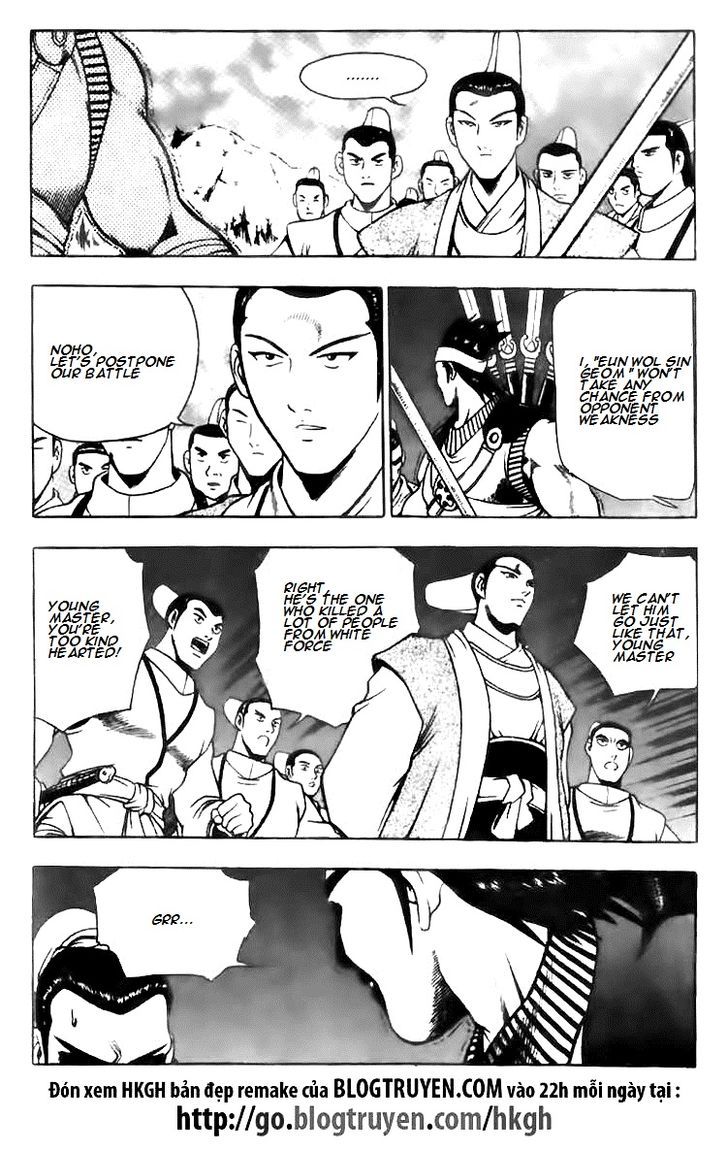 .......
NOHO,
LET'S POSTPONE
OUR BATTLE
I, "EUN WOL SIN
GEOM" WON'T
TAKE ANY
CHANCE FROM
OPPONENT
WEAKNESS
YOUNG
MASTER,
YOU'RE
TOO KIND
HEARTED!
RIGHT,
HE'S THE ONE
WHO KILLED A
LOT OF PEOPLE
FROM WHITE
FORCE
WE CAN'T
LET HIM
GO JUST
LIKE THAT,
YOUNG
MASTER
GRR...
Đón xem HKGH bản đẹp remake của BLOGTRUYEN.COM vào 22h mỗi ngày tại :
http://go.blogtruyen.com/hkgh